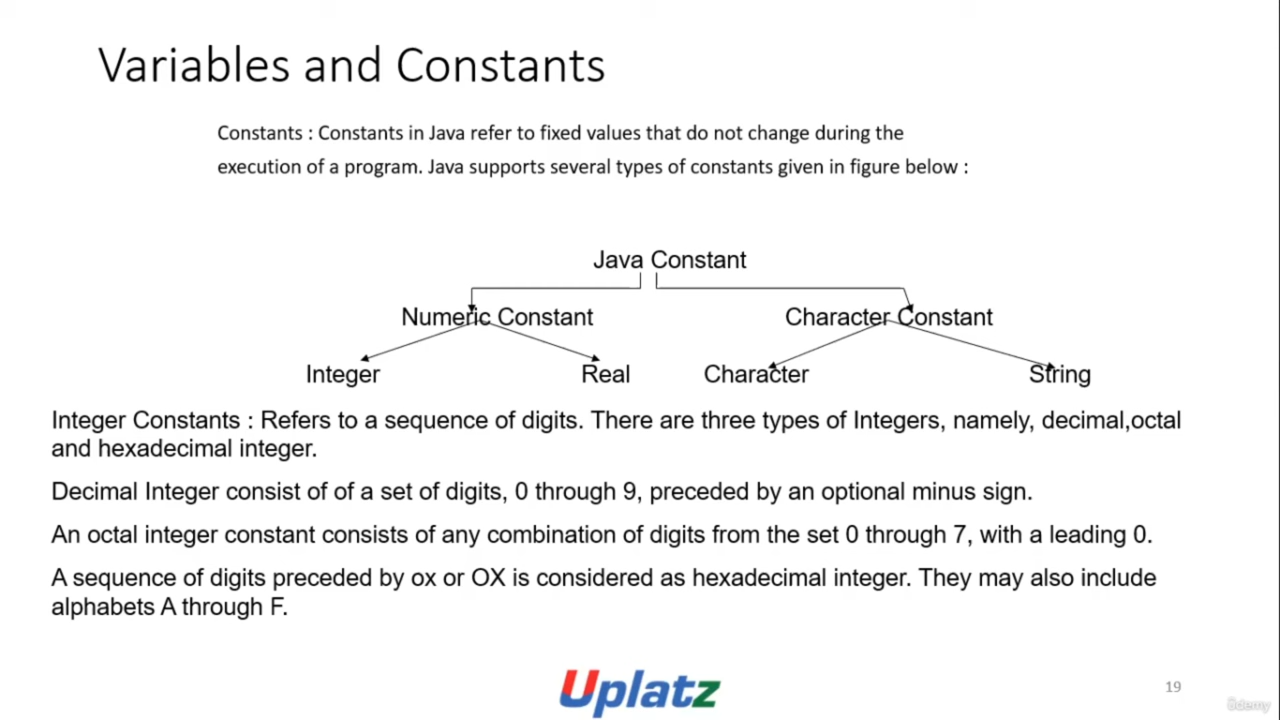 Variables and Constants
Constants : Constants in Java refer to fixed values that do not change during the
execution of a program. Java supports several types of constants given in figure below :
Java Constant
Numeric Constant Character Constant
Integer Real Character String
Integer Constants : Refers to a sequence of digits. There are three types of Integers, namely, decimal,octal
and hexadecimal integer.
Decimal Integer consist of of a set of digits, 0 through 9, preceded by an optional minus sign.
An octal integer constant consists of any combination of digits from the set 0 through 7, with a leading 0.
A sequence of digits preceded by ox or OX is considered as hexadecimal integer. They may also include
alphabets A through F.
Uplatz
19
ûdemy